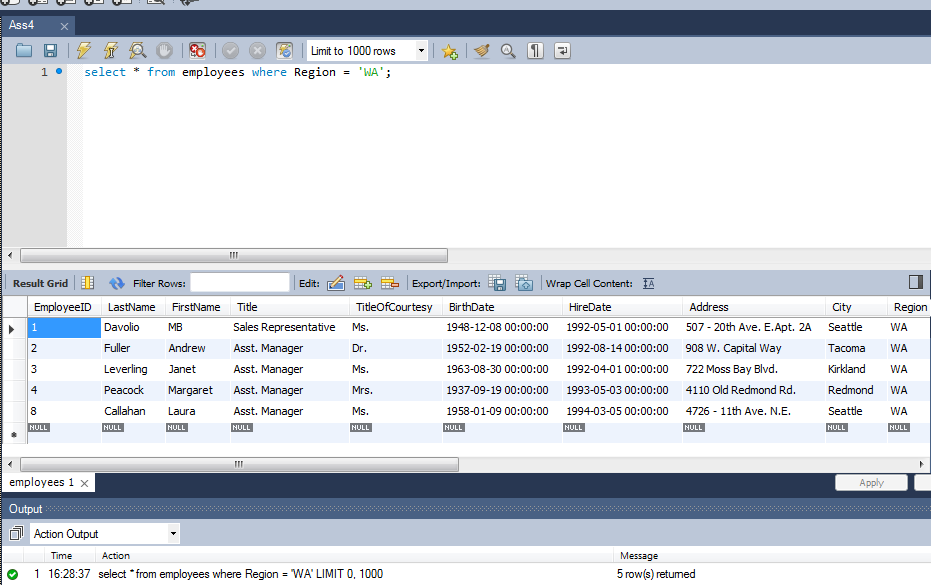 Ass4
Limit to 1000 rows
1 select * from employees where Region = 'WA';
Result Grid Filter Rows: Edit: Export/Import: Wrap Cell Content:
EmployeeID LastName FirstName Title TitleOfCourtesy BirthDate HireDate Address City Region
1 Davolio MB Sales Representative Ms. 1948-12-08 00:00:00 1992-05-01 00:00:00 507 - 20th Ave. E.Apt. 2A Seattle WA
2 Fuller Andrew Asst. Manager Dr. 1952-02-19 00:00:00 1992-08-14 00:00:00 908 W. Capital Way Tacoma WA
3 Leverling Janet Asst. Manager Ms. 1963-08-30 00:00:00 1992-04-01 00:00:00 722 Moss Bay Blvd. Kirkland WA
4 Peacock Margaret Asst. Manager Mrs. 1937-09-19 00:00:00 1993-05-03 00:00:00 4110 Old Redmond Rd. Redmond WA
8 Callahan Laura Asst. Manager Ms. 1958-01-09 00:00:00 1994-03-05 00:00:00 4726 - 11th Ave. N.E. Seattle WA
NULL NULL NULL NULL NULL NULL NULL NULL NULL NULL
employees 1
Apply
Output
Action Output
Time Action Message
1 16:28:37 select * from employees where Region = 'WA' LIMIT 0, 1000 5 row(s) returned